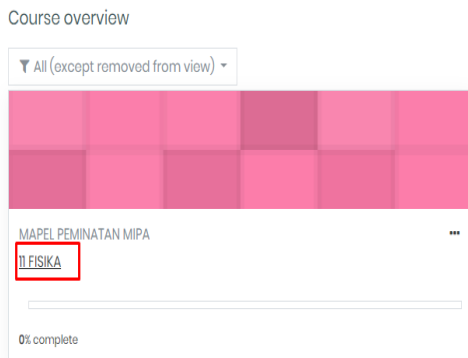 Course overview
All (except removed from view)
MAPEL PEMINATAN MIPA
11 FISIKA
0% complete